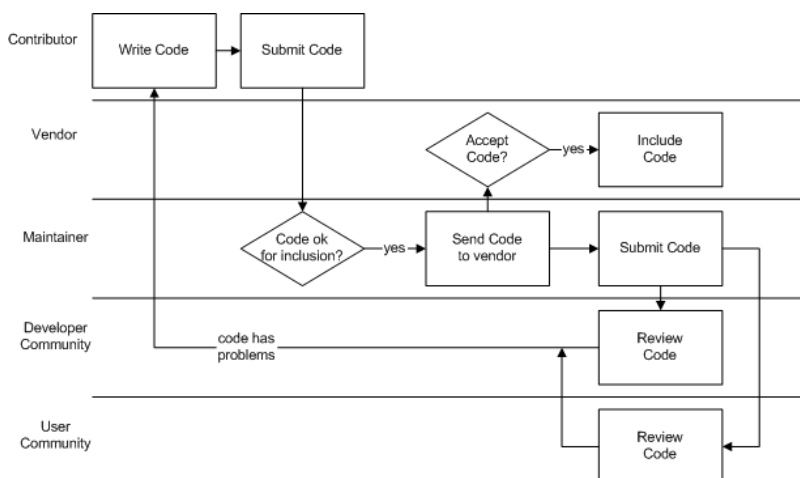 Contributor
Write Code
Submit Code
Vendor
Accept
Code?
yes
Include
Code
Maintainer
Code ok
for inclusion?
yes
Send Code
to vendor
Submit Code
Developer
Community
code has
problems
Review
Code
User
Community
Review
Code